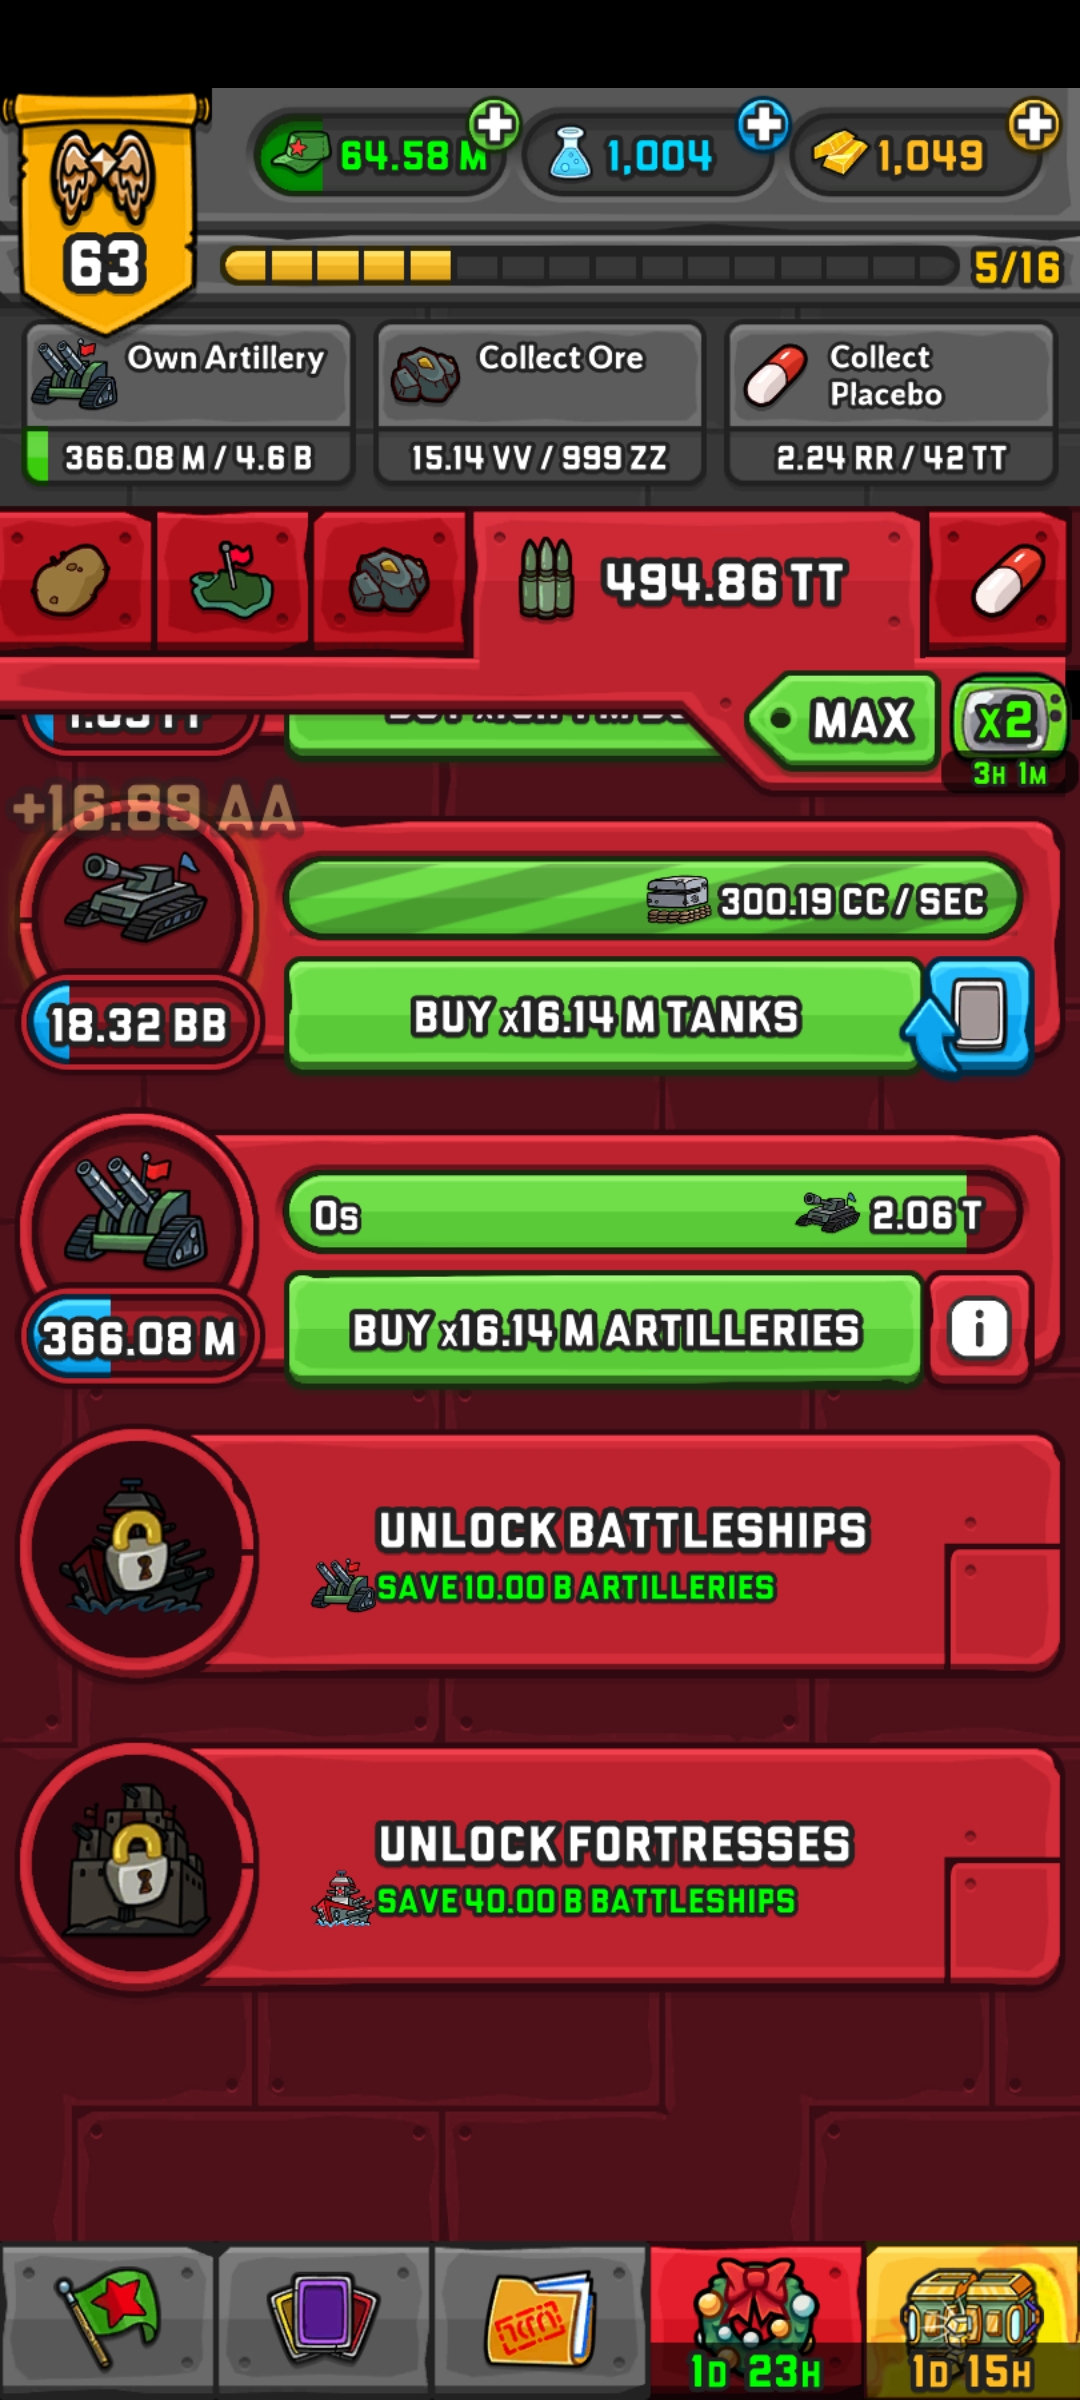 64.58 M
1,004
1,049
63
5/16
Own Artillery
366.08 M / 4.6 B
Collect Ore
15.14 VV / 999 ZZ
Collect
Placebo
2.24 RR / 42 TT
494.86 TT
MAX
x2
3H 1M
+16.89 AA
300.19 CC / SEC
18.32 BB
BUY x16.14 M TANKS
0s
2.06 T
366.08 M
BUY x16.14 M ARTILLERIES
i
UNLOCK BATTLESHIPS
SAVE 10.00 B ARTILLERIES
UNLOCK FORTRESSES
SAVE 40.00 B BATTLESHIPS
1D 23H
1D 15H